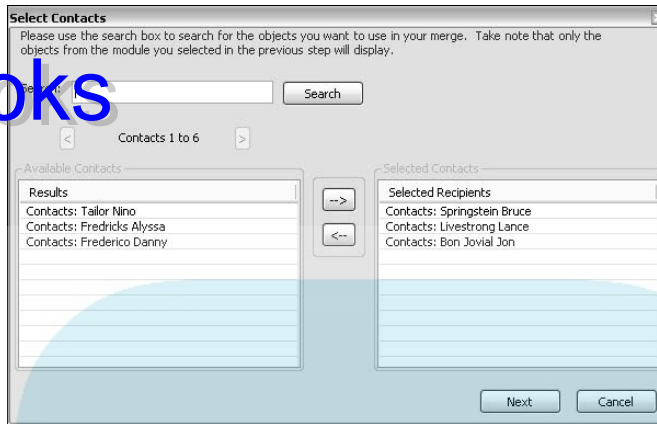 Select Contacts
Please use the search box to search for the objects you want to use in your merge. Take note that only the
objects from the module you selected in the previous step will display.
oks
Search:
Search
< Contacts 1 to 6 >
Available Contacts
Selected Contacts
Results
Selected Recipients
Contacts: Tailor Nino
Contacts: Fredricks Alyssa
Contacts: Frederico Danny
-->
<--
Contacts: Springstein Bruce
Contacts: Livestrong Lance
Contacts: Bon Jovial Jon
Next
Cancel